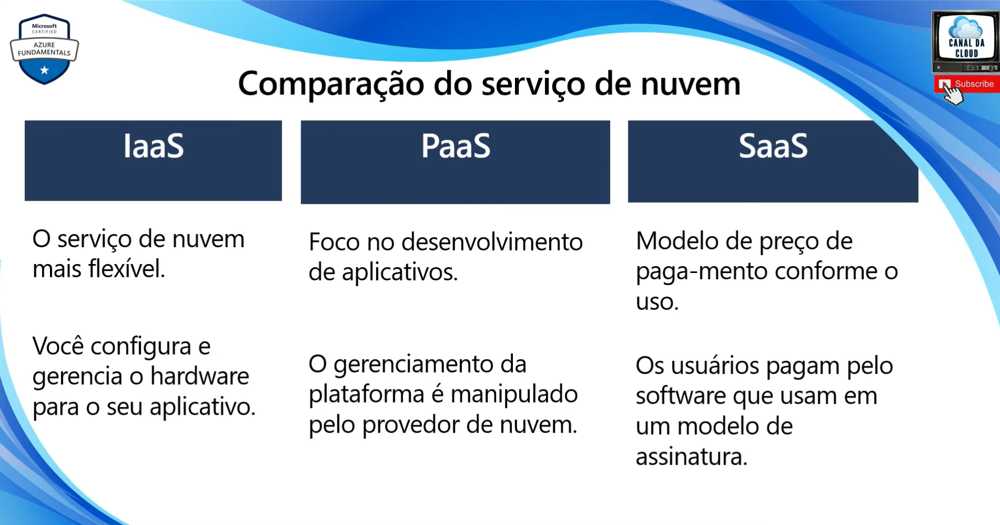 Microsoft
CERTIFIED
AZURE
FUNDAMENTALS
CANAL DA
CLOUD
Subscribe
Comparação do serviço de nuvem
IaaS
O serviço de nuvem
mais flexível.
Você configura e
gerencia o hardware
para o seu aplicativo.
PaaS
Foco no desenvolvimento
de aplicativos.
O gerenciamento da
plataforma é manipulado
pelo provedor de nuvem.
SaaS
Modelo de preço de
paga-mento conforme o
uso.
Os usuários pagam pelo
software que usam em
um modelo de
assinatura.